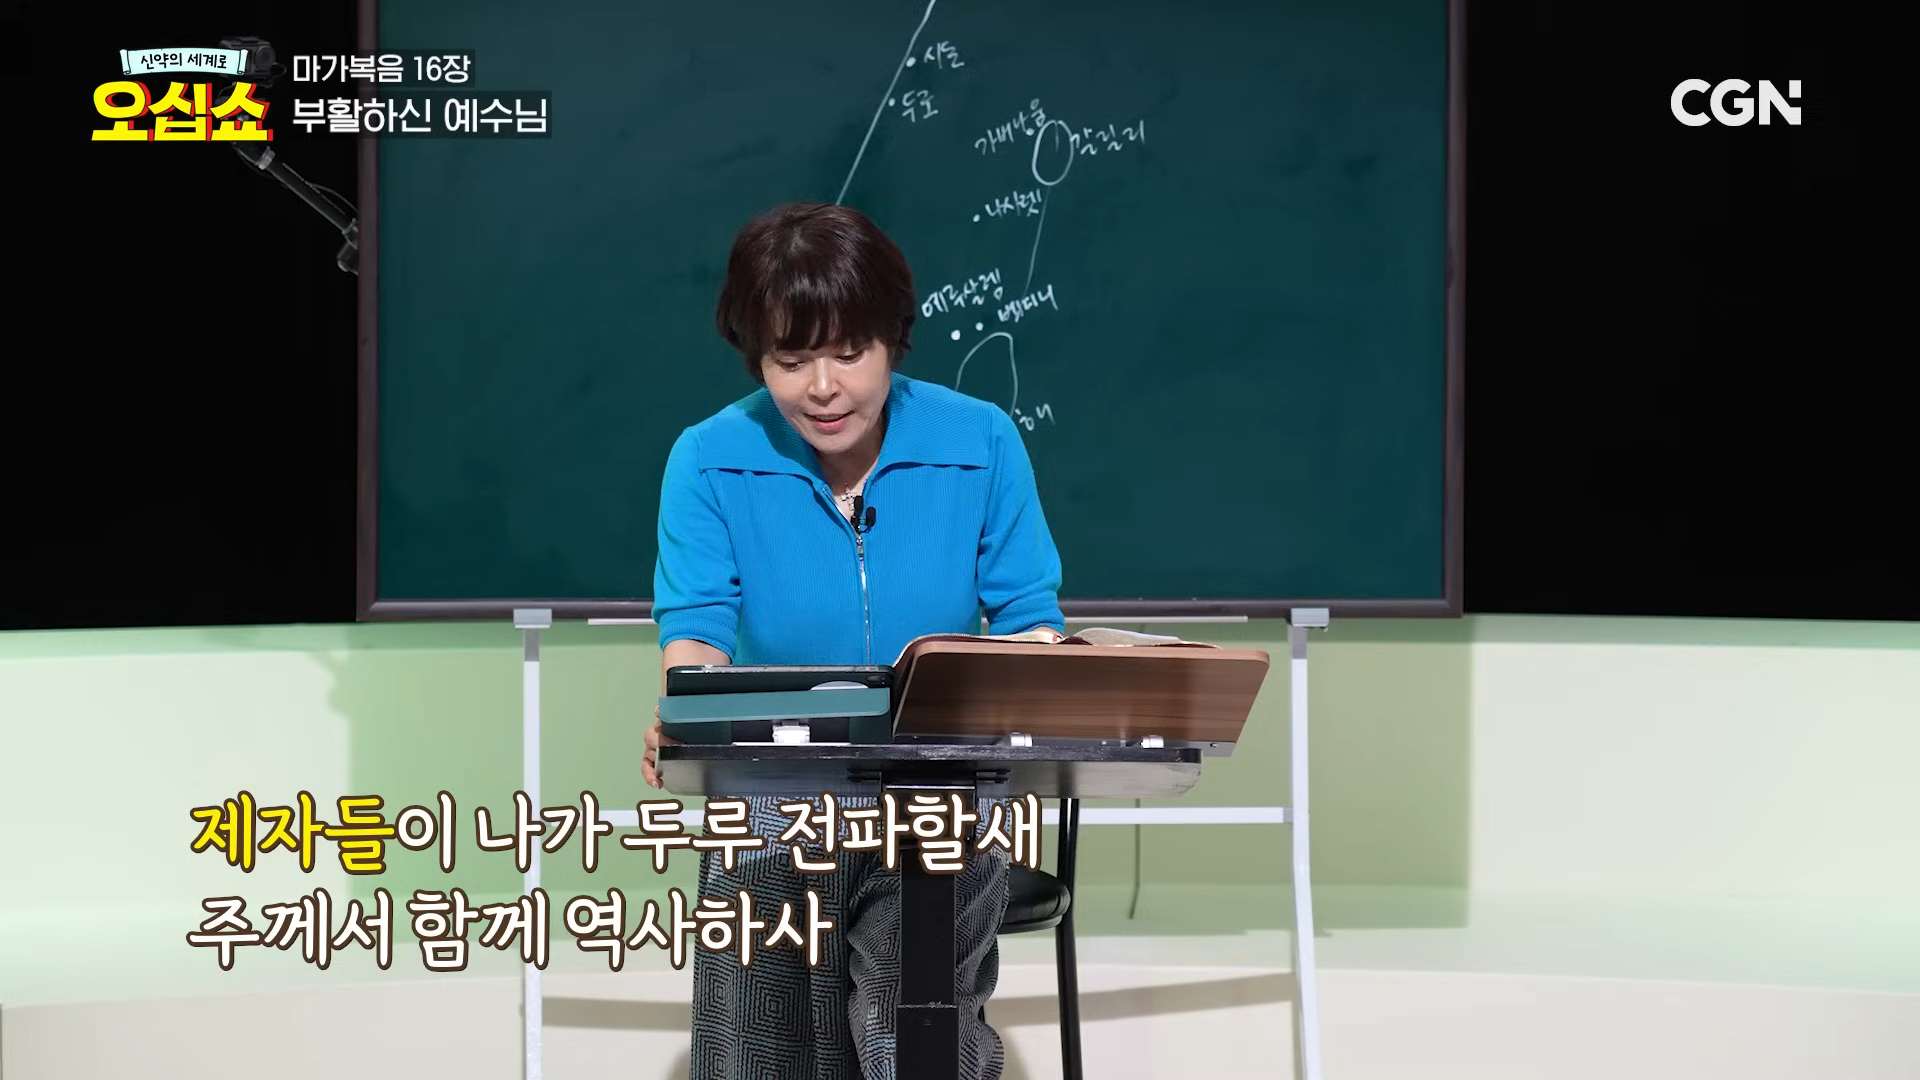 신약의 세계로
오십쇼
마가복음 16장
부활하신 예수님
CGN
시돈
두로
가버나움
갈릴리
나사렛
예루살렘
베다니
제자들이 나가 두루 전파할새
주께서 함께 역사하사